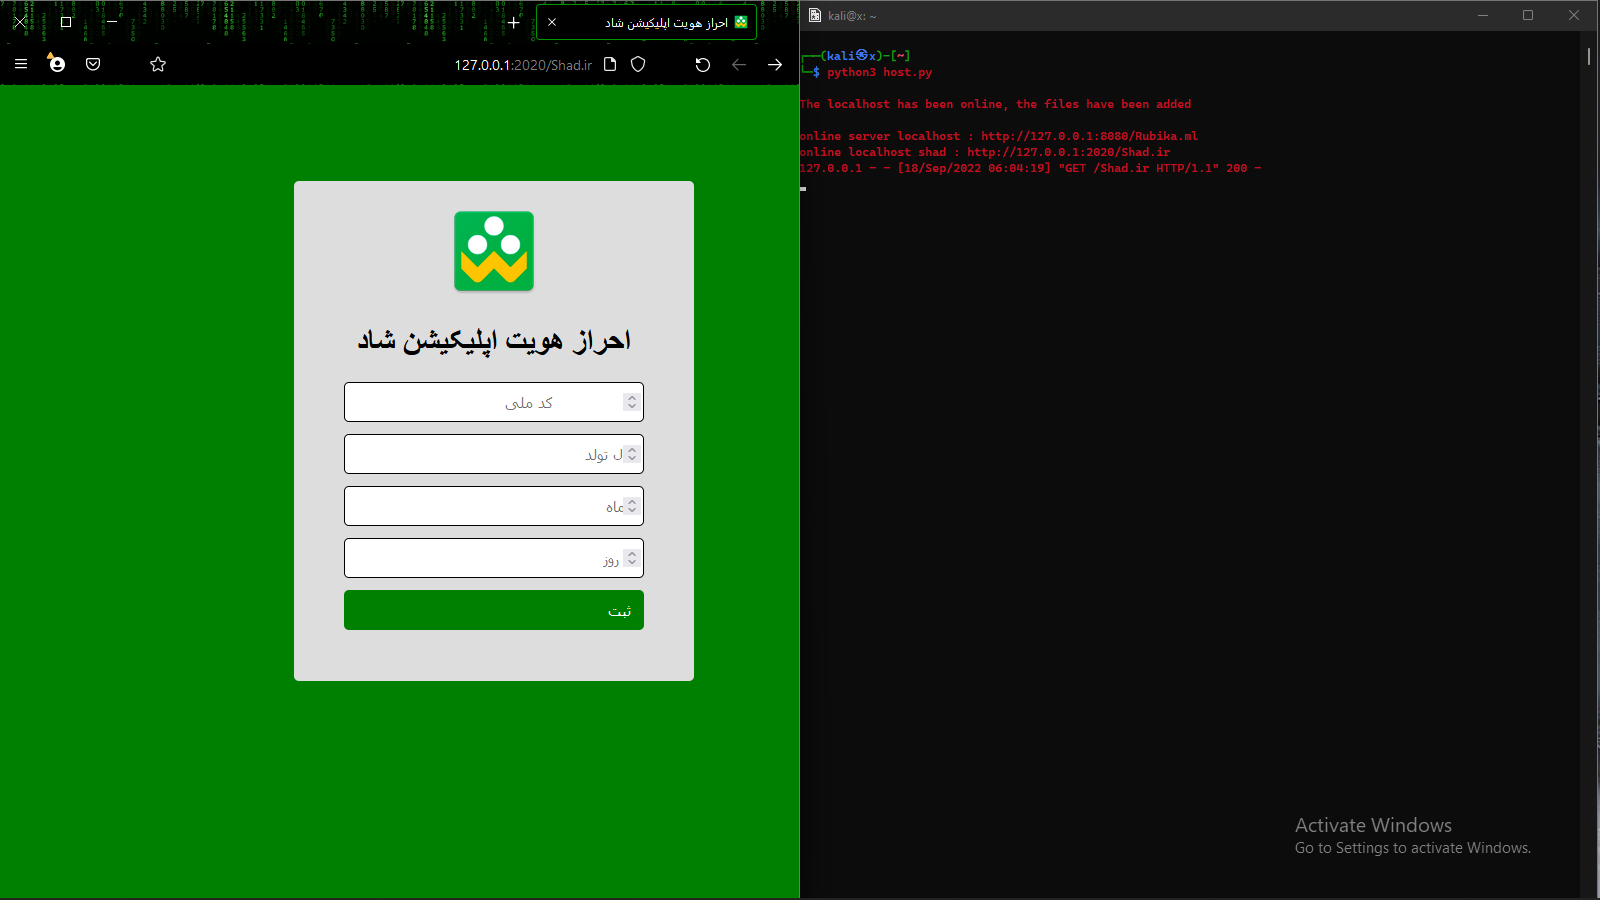 احراز هویت اپلیکیشن شاد
127.0.0.1:2020/Shad.ir
احراز هویت اپلیکیشن شاد
کد ملی
ل تولد
ماه
روز
ثبت
kali@x: ~
┌──(kali㉿x)-[~]
└─$ python3 host.py
The localhost has been online, the files have been added
online server localhost : http://127.0.0.1:8080/Rubika.ml
online localhost shad : http://127.0.0.1:2020/Shad.ir
127.0.0.1 - - [18/Sep/2022 06:04:19] "GET /Shad.ir HTTP/1.1" 200 -
Activate Windows
Go to Settings to activate Windows.